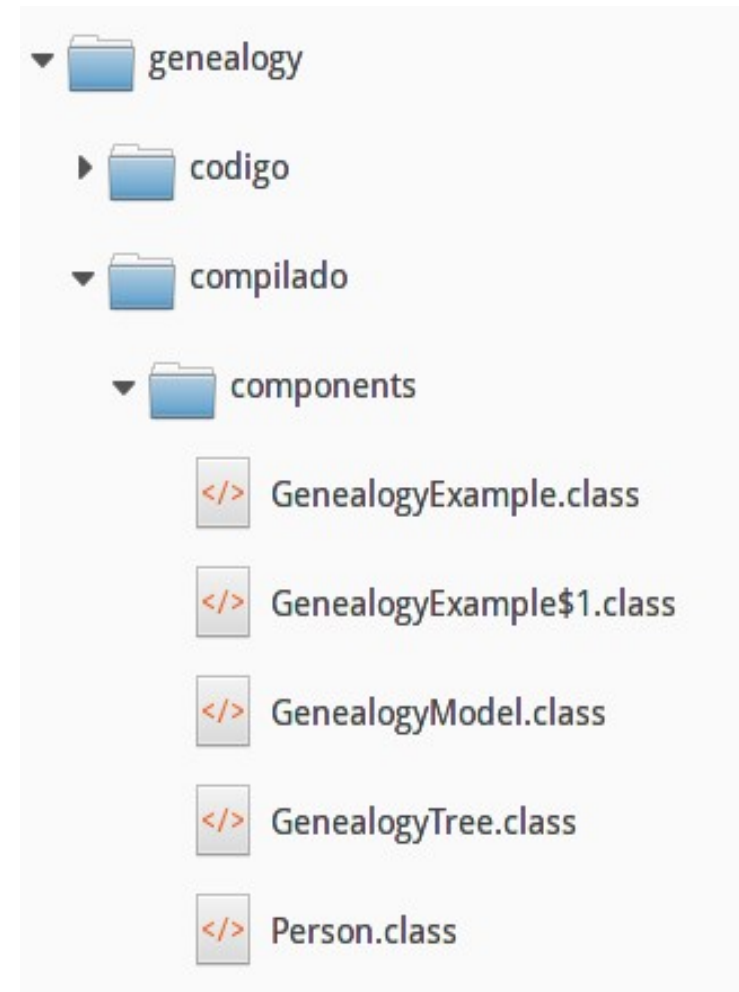 genealogy
codigo
compilado
components
</> GenealogyExample.class
</> GenealogyExample$1.class
</> GenealogyModel.class
</> GenealogyTree.class
</> Person.class